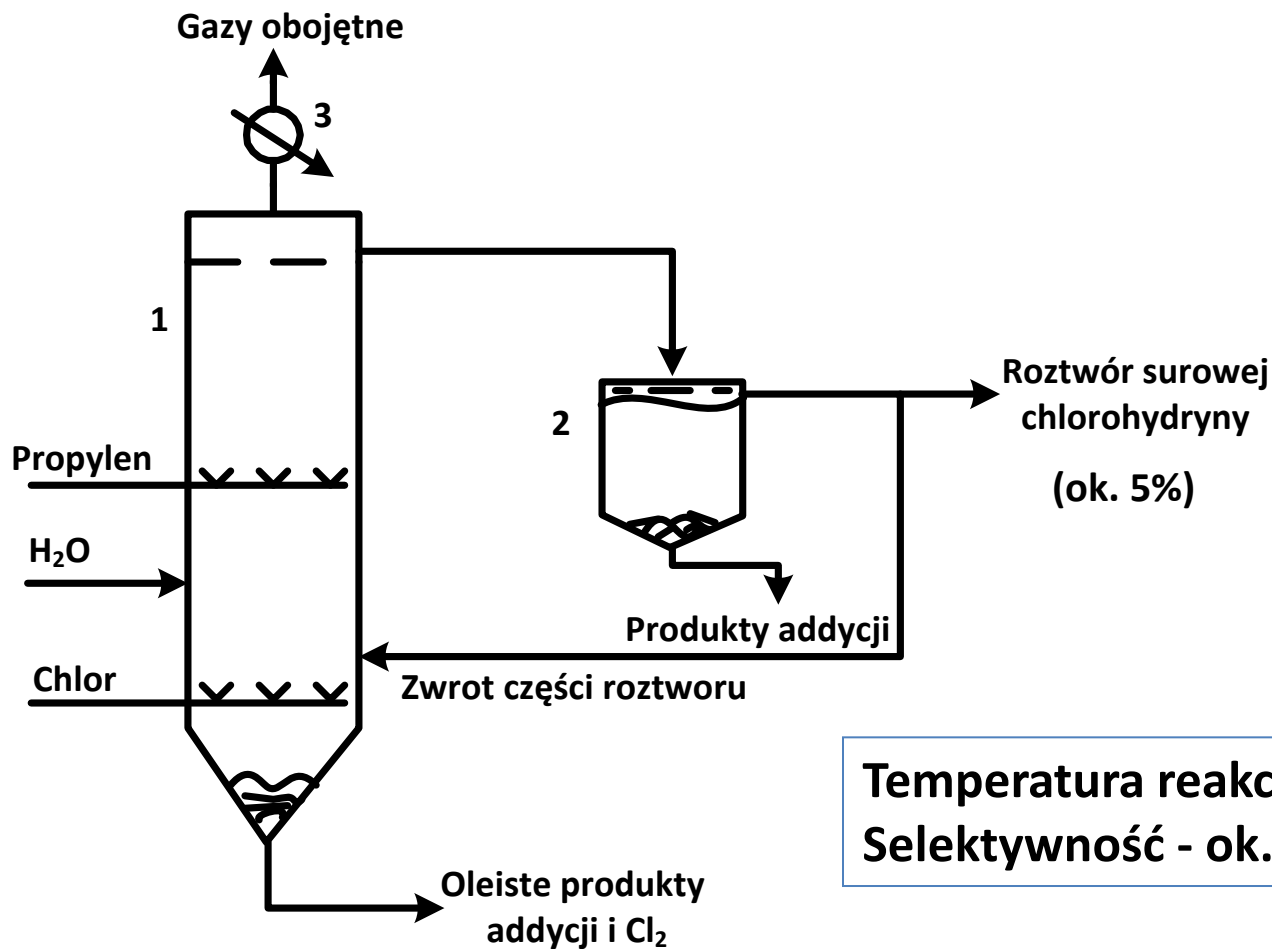 Gazy obojętne
3
1
Propylen
H₂O
Chlor
2
Roztwór surowej
chlorohydryny
(ok. 5%)
Produkty addycji
Zwrot części roztworu
Temperatura reakc
Selektywność - ok.
Oleiste produkty
addycji i Cl₂